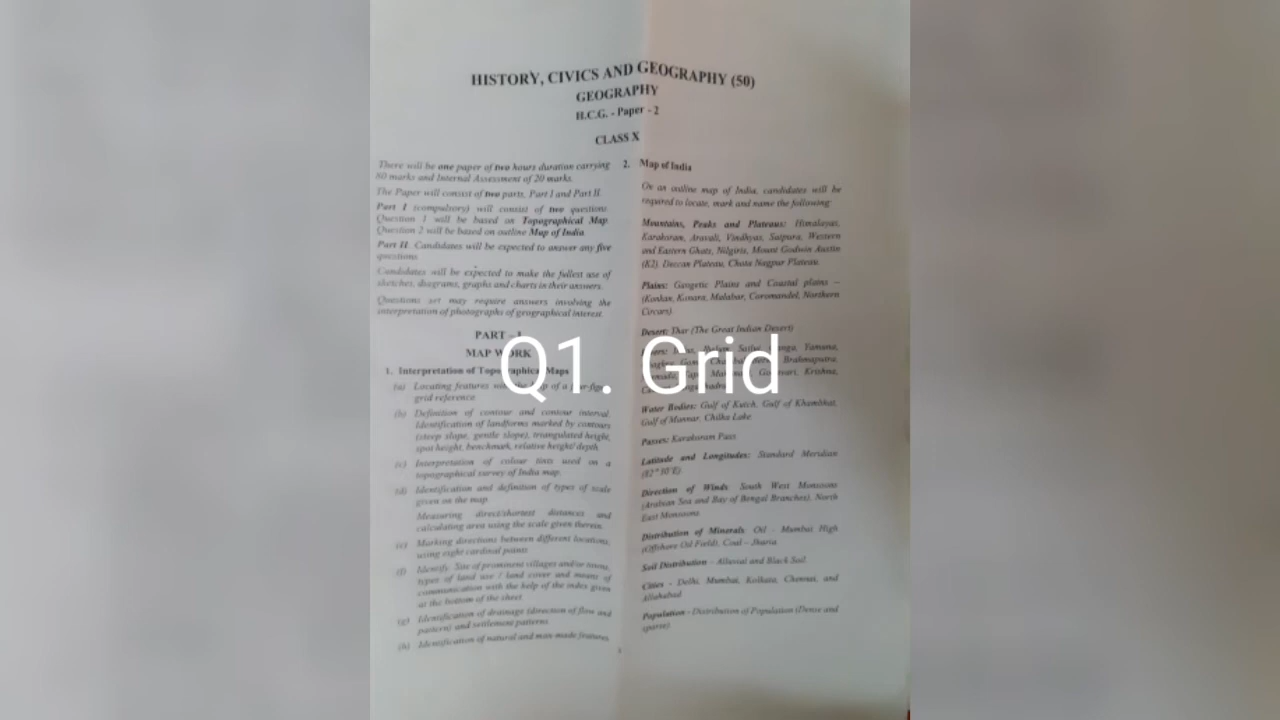 HISTORY, CIVICS AND GEOGRAPHY (50)
GEOGRAPHY
H.C.G. - Paper - 2
CLASS X
There will be one paper of two hours duration carrying
80 marks and Internal Assessment of 20 marks.
The Paper will consist of two parts, Part I and Part II.
Part I (compulsory) will consist of two questions.
Question 1 will be based on Topographical Map.
Question 2 will be based on outline Map of India.
Part II. Candidates will be expected to answer any five
questions.
Candidates will be expected to make the fullest use of
sketches, diagrams, graphs and charts in their answers.
Questions set may require answers involving the
interpretation of photographs of geographical interest.
PART – I
MAP WORK
1. Interpretation of Topographical Maps
(a) Locating features with the help of a four-figure
grid reference.
(b) Definition of contour and contour interval.
Identification of landforms marked by contours
(steep slope, gentle slope), triangulated height,
spot height, benchmark, relative height/ depth.
(c) Interpretation of colour tints used on a
topographical survey of India map.
(d) Identification and definition of types of scale
given on the map.
Measuring direct/shortest distances and
calculating area using the scale given therein.
(e) Marking directions between different locations,
using eight cardinal points.
(f) Identify: Site of prominent villages and/or towns,
types of land use / land cover and means of
communication with the help of the index given
at the bottom of the sheet.
(g) Identification of drainage (direction of flow and
pattern) and settlement patterns.
(h) Identification of natural and man-made features.
2. Map of India
On an outline map of India, candidates will be
required to locate, mark and name the following:
Mountains, Peaks and Plateaus: Himalayas,
Karakoram, Aravali, Vindhyas, Satpura, Western
and Eastern Ghats, Nilgiris, Mount Godwin Austin
(K2). Deccan Plateau, Chota Nagpur Plateau.
Plains: Gangetic Plains and Coastal plains –
(Konkan, Kanara, Malabar, Coromandel, Northern
Circars).
Desert: Thar (The Great Indian Desert)
Jhelum, Satluj, Ganga, Yamuna,
Brahmaputra,
Krishna,
Water Bodies: Gulf of Kutch, Gulf of Khambhat,
Gulf of Mannar, Chilka Lake.
Passes: Karakoram Pass.
Latitude and Longitudes: Standard Meridian
(82° 30'E)
Direction of Winds: South West Monsoons
(Arabian Sea and Bay of Bengal Branches), North
East Monsoons
Distribution of Minerals: Oil - Mumbai High
(Offshore Oil Field), Coal – Jharia.
Soil Distribution – Alluvial and Black Soil.
Cities - Delhi, Mumbai, Kolkata, Chennai, and
Allahabad.
Population - Distribution of Population (Dense and
sparse)
Q1. Grid